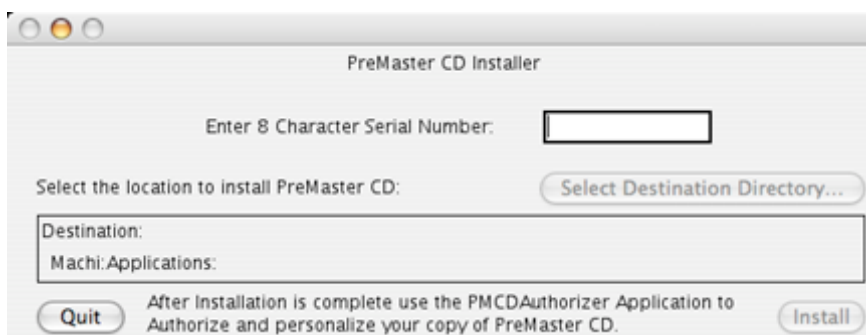 PreMaster CD Installer
Enter 8 Character Serial Number:
Select the location to install PreMaster CD:
Select Destination Directory...
Destination:
Machi:Applications:
Quit
After Installation is complete use the PMCDAuthorizer Application to
Authorize and personalize your copy of PreMaster CD.
Install